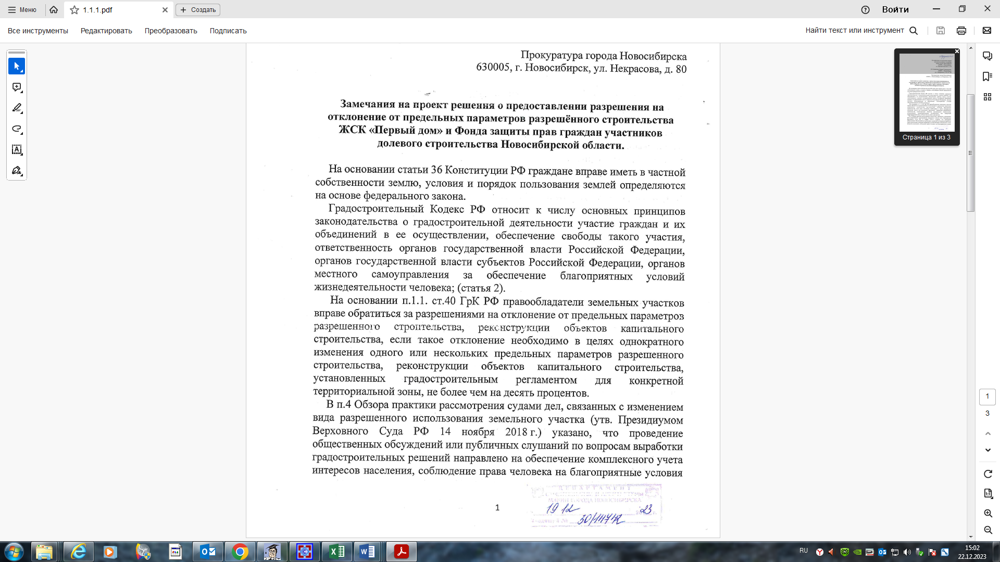 Меню
1.1.1.pdf
Создать
Войти
Все инструменты
Редактировать
Преобразовать
Подписать
Найти текст или инструмент
Прокуратура города Новосибирска
630005, г. Новосибирск, ул. Некрасова, д. 80
Замечания на проект решения о предоставлении разрешения на
отклонение от предельных параметров разрешённого строительства
ЖСК «Первый дом» и Фонда защиты прав граждан участников
долевого строительства Новосибирской области.
На основании статьи 36 Конституции РФ граждане вправе иметь в частной
собственности землю, условия и порядок пользования землей определяются
на основе федерального закона.
Градостроительный Кодекс РФ относит к числу основных принципов
законодательства о градостроительной деятельности участие граждан и их
объединений в ее осуществлении, обеспечение свободы такого участия,
ответственность органов государственной власти Российской Федерации,
органов государственной власти субъектов Российской Федерации, органов
местного самоуправления за обеспечение благоприятных условий
жизнедеятельности человека; (статья 2).
На основании п.1.1. ст.40 ГрК РФ правообладатели земельных участков
вправе обратиться за разрешениями на отклонение от предельных параметров
разрешенного строительства, реконструкции объектов капитального
строительства, если такое отклонение необходимо в целях однократного
изменения одного или нескольких предельных параметров разрешенного
строительства, реконструкции объектов капитального строительства,
установленных градостроительным регламентом для конкретной
территориальной зоны, не более чем на десять процентов.
В п.4 Обзора практики рассмотрения судами дел, связанных с изменением
вида разрешенного использования земельного участка (утв. Президиумом
Верховного Суда РФ 14 ноября 2018 г.) указано, что проведение
общественных обсуждений или публичных слушаний по вопросам выработки
градостроительных решений направлено на обеспечение комплексного учета
интересов населения, соблюдение права человека на благоприятные условия
1
ДЕПАРТАМЕНТ
МЭРИИ ГОРОДА НОВОСИБИРСКА
19 12 23
30/14742
Страница 1 из 3
1
3
RU
15:02
22.12.2023